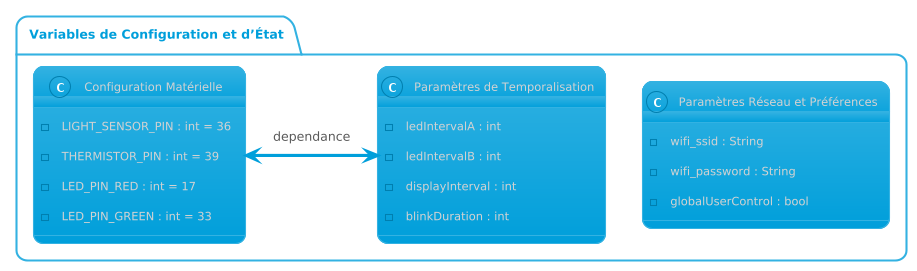 Variables de Configuration et d’État
C Configuration Matérielle
LIGHT_SENSOR_PIN : int = 36
THERMISTOR_PIN : int = 39
LED_PIN_RED : int = 17
LED_PIN_GREEN : int = 33
dependance
C Paramètres de Temporalisation
ledIntervalA : int
ledIntervalB : int
displayInterval : int
blinkDuration : int
C Paramètres Réseau et Préférences
wifi_ssid : String
wifi_password : String
globalUserControl : bool